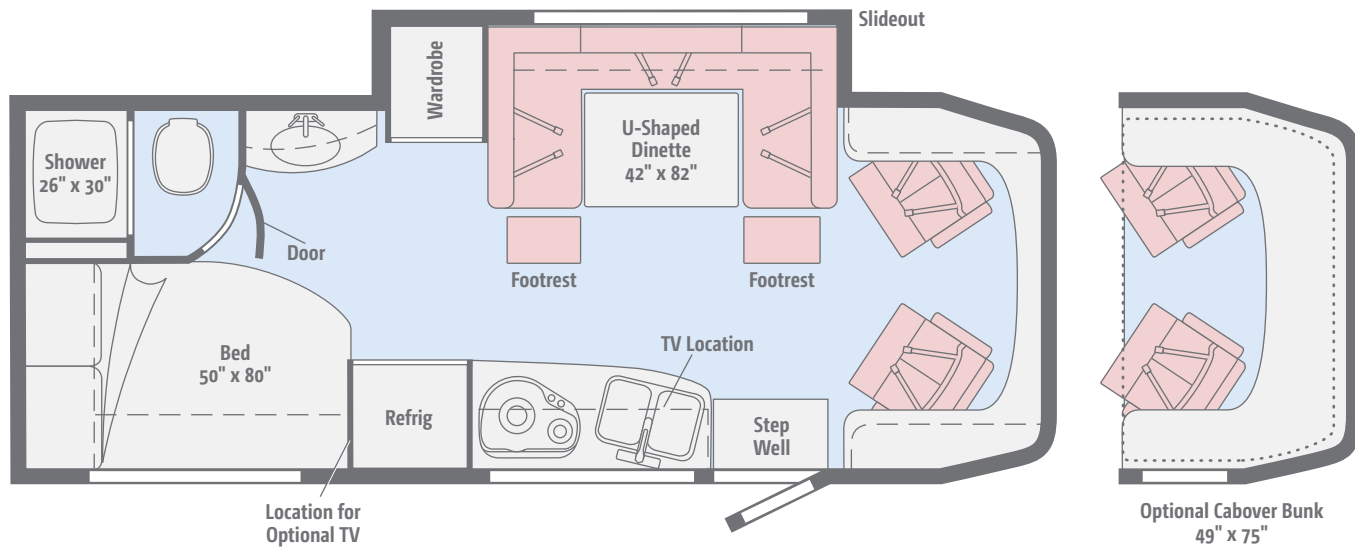 Slideout
Wardrobe
U-Shaped
Dinette
42" x 82"
Shower
26" x 30"
Door
Footrest
Footrest
TV Location
Bed
50" x 80"
Refrig
Step
Well
Location for
Optional TV
Optional Cabover Bunk
49" x 75"